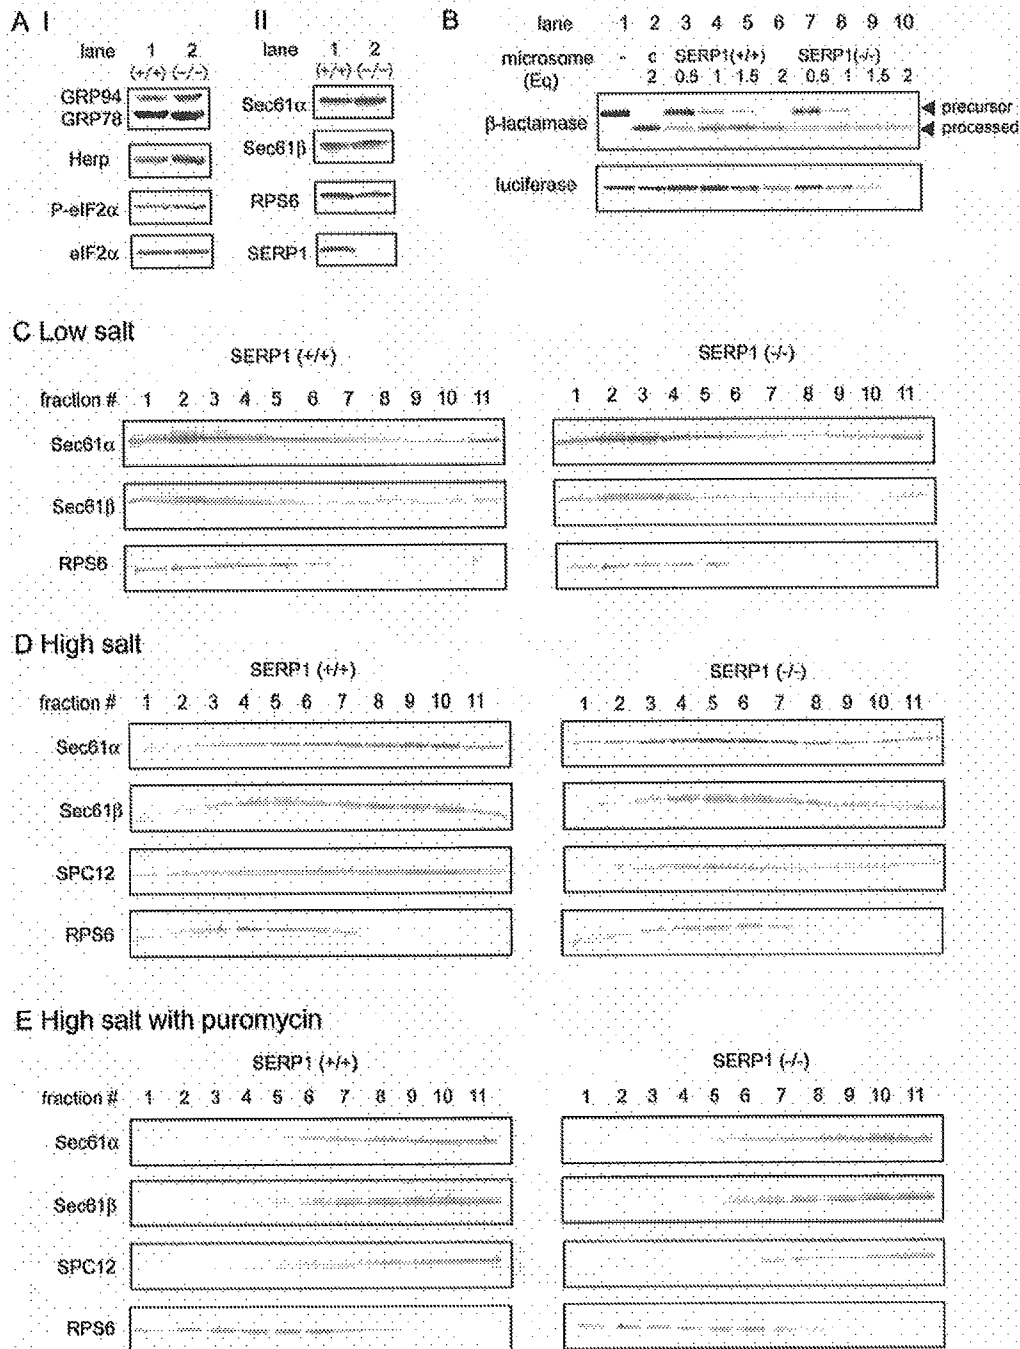 A I
lane 1 2
(+/+) (-/-)
GRP94
GRP78
Herp
P-eIF2α
eIF2α
II
lane 1 2
(+/+) (-/-)
Sec61α
Sec61β
RPS6
SERP1
B
lane 1 2 3 4 5 6 7 8 9 10
microsome - c SERP1(+/+) SERP1(-/-)
(Eq) 2 0.5 1 1.5 2 0.5 1 1.5 2
β-lactamase
precursor
processed
luciferase
C Low salt
SERP1 (+/+) SERP1 (-/-)
fraction # 1 2 3 4 5 6 7 8 9 10 11 1 2 3 4 5 6 7 8 9 10 11
Sec61α
Sec61β
RPS6
D High salt
SERP1 (+/+) SERP1 (-/-)
fraction # 1 2 3 4 5 6 7 8 9 10 11 1 2 3 4 5 6 7 8 9 10 11
Sec61α
Sec61β
SPC12
RPS6
E High salt with puromycin
SERP1 (+/+) SERP1 (-/-)
fraction # 1 2 3 4 5 6 7 8 9 10 11 1 2 3 4 5 6 7 8 9 10 11
Sec61α
Sec61β
SPC12
RPS6